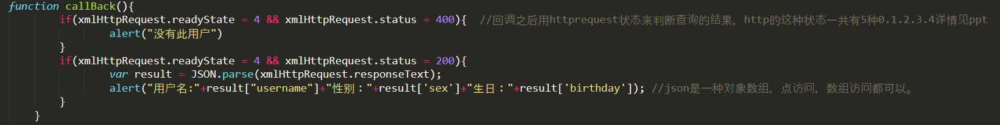 function callBack(){
if(xmlHttpRequest.readyState = 4 && xmlHttpRequest.status = 400){ //回调之后用httprequest状态来判断查询的结果，http的这种状态一共有5种0.1.2.3.4详情见ppt
alert("没有此用户")
}
if(xmlHttpRequest.readyState = 4 && xmlHttpRequest.status = 200){
var result = JSON.parse(xmlHttpRequest.responseText);
alert("用户名:"+result["username"]+"性别："+result['sex']+"生日："+result['birthday']); //json是一种对象数组，点访问，数组访问都可以。
}
}